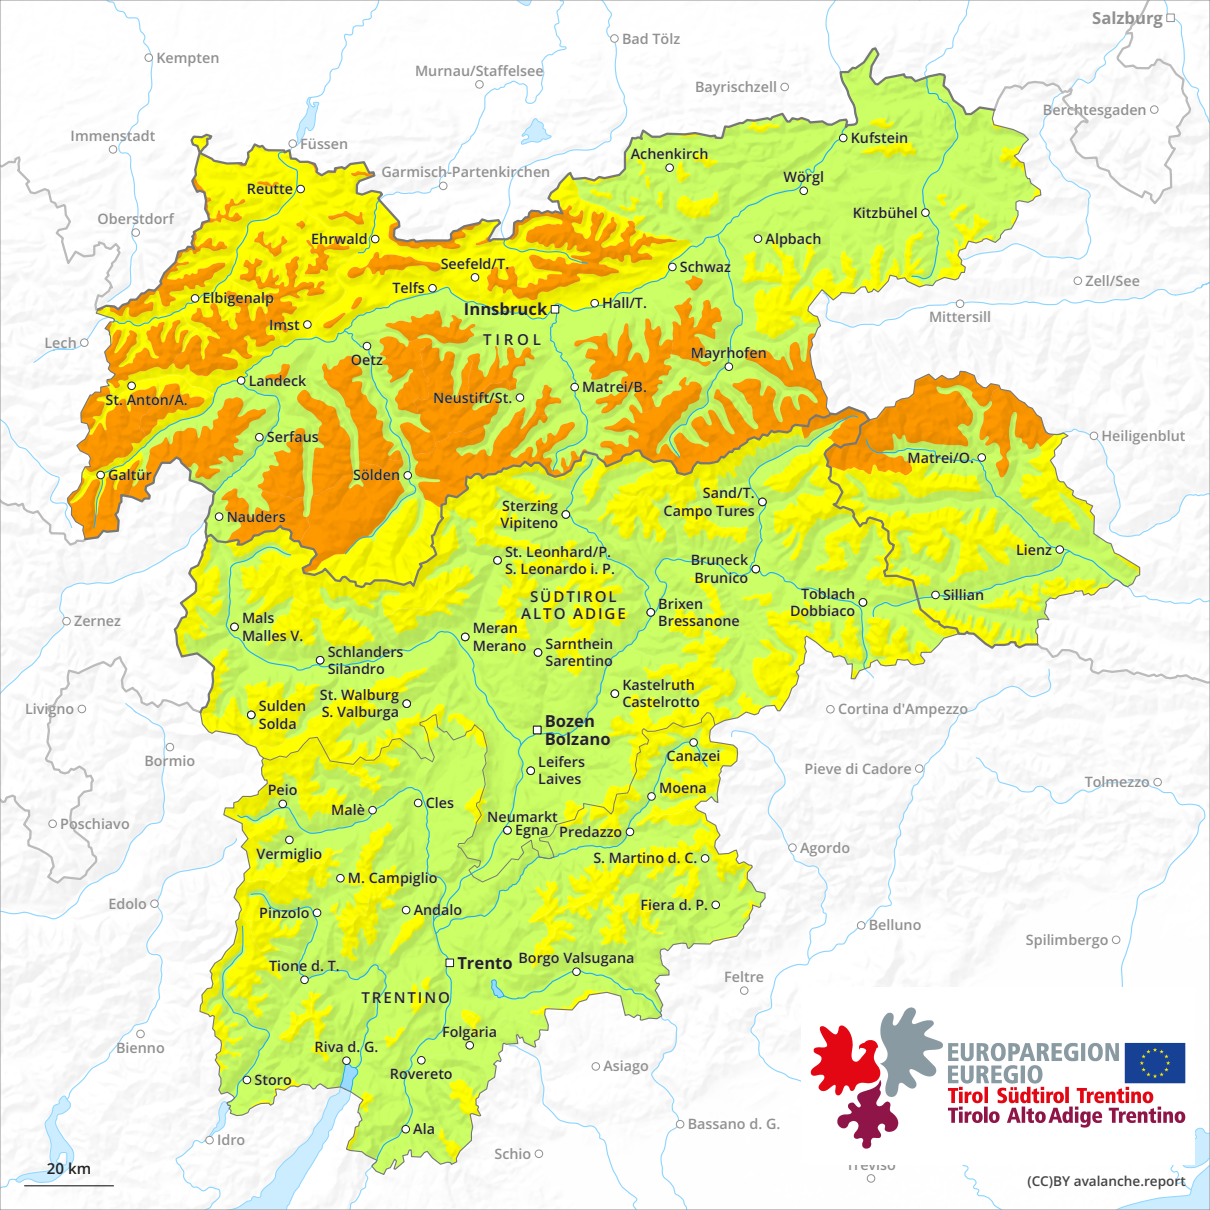 Salzburg
Bad Tölz
Kempten
Murnau/Staffelsee
Bayrischzell
Berchtesgaden
Immenstadt
Füssen
Kufstein
Achenkirch
Garmisch-Partenkirchen
Wörgl
Reutte
Oberstdorf
Kitzbühel
Ehrwald
Alpbach
Seefeld/T.
Schwaz
Zell/See
Telfs
Elbigenalp
Hall/T.
Innsbruck
Mittersill
Imst
TIROL
Lech
Oetz
Mayrhofen
Landeck
Matrei/B.
St. Anton/A.
Neustift/St.
Serfaus
Heiligenblut
Matrei/O.
Galtür
Sölden
Sand/T.
Campo Tures
Sterzing
Vipiteno
Nauders
Lienz
St. Leonhard/P.
S. Leonardo i. P.
Bruneck
Brunico
SÜDTIROL
ALTO ADIGE
Toblach
Dobbiaco
Sillian
Brixen
Bressanone
Zernez
Mals
Malles V.
Meran
Merano
Sarnthein
Sarentino
Schlanders
Silandro
Kastelruth
Castelrotto
St. Walburg
S. Valburga
Livigno
Sulden
Solda
Cortina d'Ampezzo
Bozen
Bolzano
Bormio
Canazei
Leifers
Laives
Pieve di Cadore
Tolmezzo
Peio
Moena
Malè
Cles
Neumarkt
Egna
Predazzo
Poschiavo
Vermiglio
Agordo
S. Martino d. C.
M. Campiglio
Edolo
Pinzolo
Andalo
Fiera d. P.
Belluno
Spilimbergo
Trento
Borgo Valsugana
Tione d. T.
Feltre
TRENTINO
Folgaria
Bienno
Riva d. G.
Asiago
Rovereto
Storo
EUROPAREGION
EUREGIO
Tirol Südtirol Trentino
Tirolo Alto Adige Trentino
Bassano d. G.
Ala
Idro
Schio
Treviso
20 km
(CC)BY avalanche.report